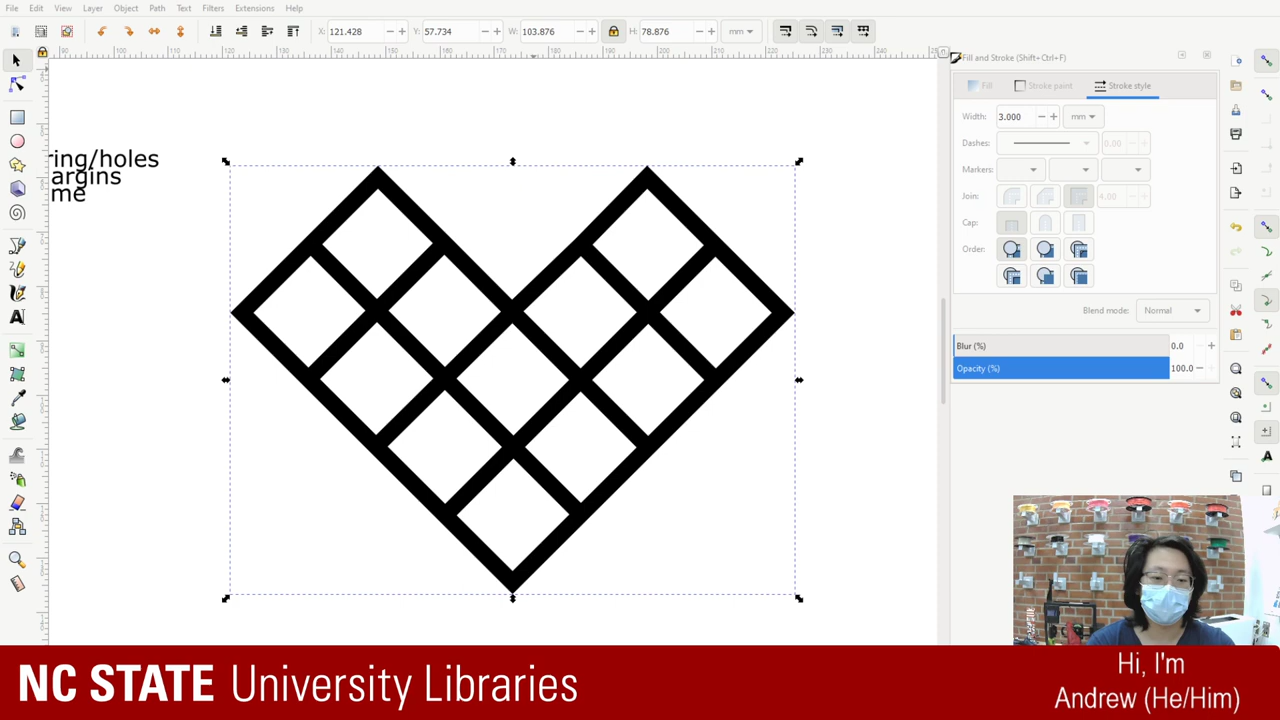 File Edit View Layer Object Path Text Filters Extensions Help
X: 121.428 Y: 57.734 W: 103.876 H: 78.876 mm
Fill and Stroke (Shift+Ctrl+F)
Fill Stroke paint Stroke style
Width: 3.000 mm
Dashes: 0.00
Markers:
Join: 4.00
Cap:
Order:
Blend mode: Normal
Blur (%) 0.0
Opacity (%) 100.0
ring/holes
argins
me
NC STATE University Libraries
Hi, I'm
Andrew (He/Him)